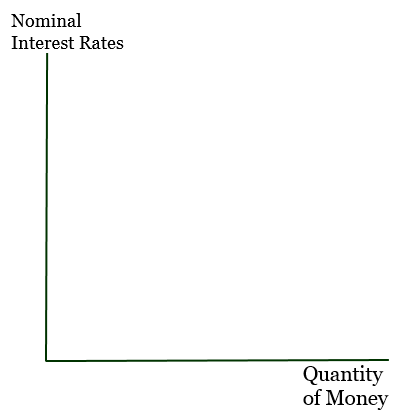 Nominal
Interest Rates
Quantity
of Money